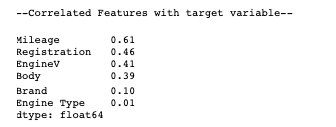 --Correlated Features with target variable--
Mileage 0.61
Registration 0.46
EngineV 0.41
Body 0.39
Brand 0.10
Engine Type 0.01
dtype: float64